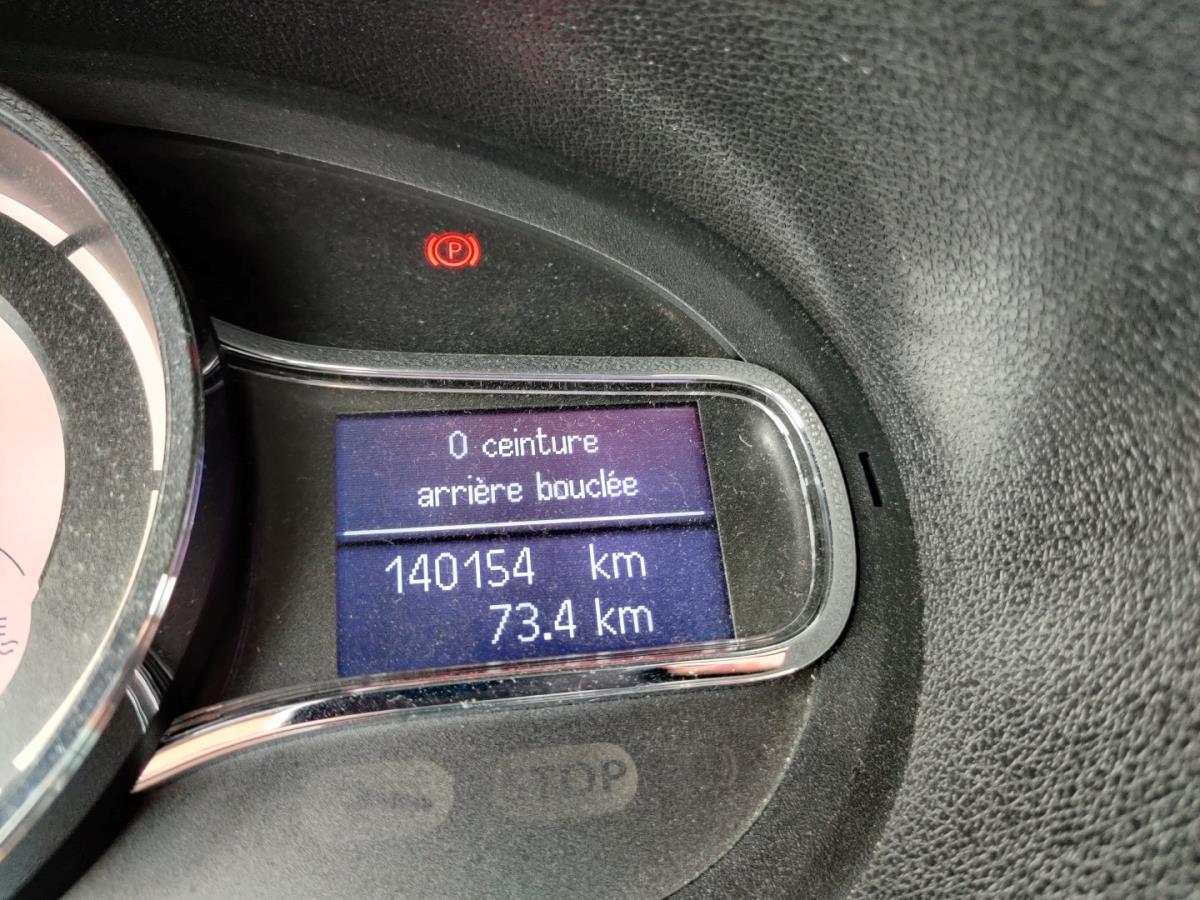 P
0 ceinture
arrière bouclée
140154 km
73.4 km
STOP